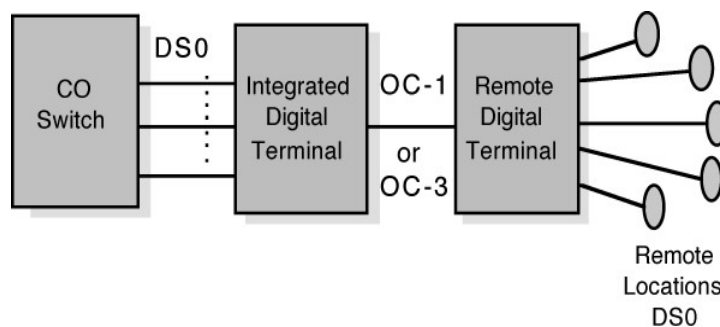 CO
Switch
DS0
Integrated
Digital
Terminal
OC-1
or
OC-3
Remote
Digital
Terminal
Remote
Locations
DS0